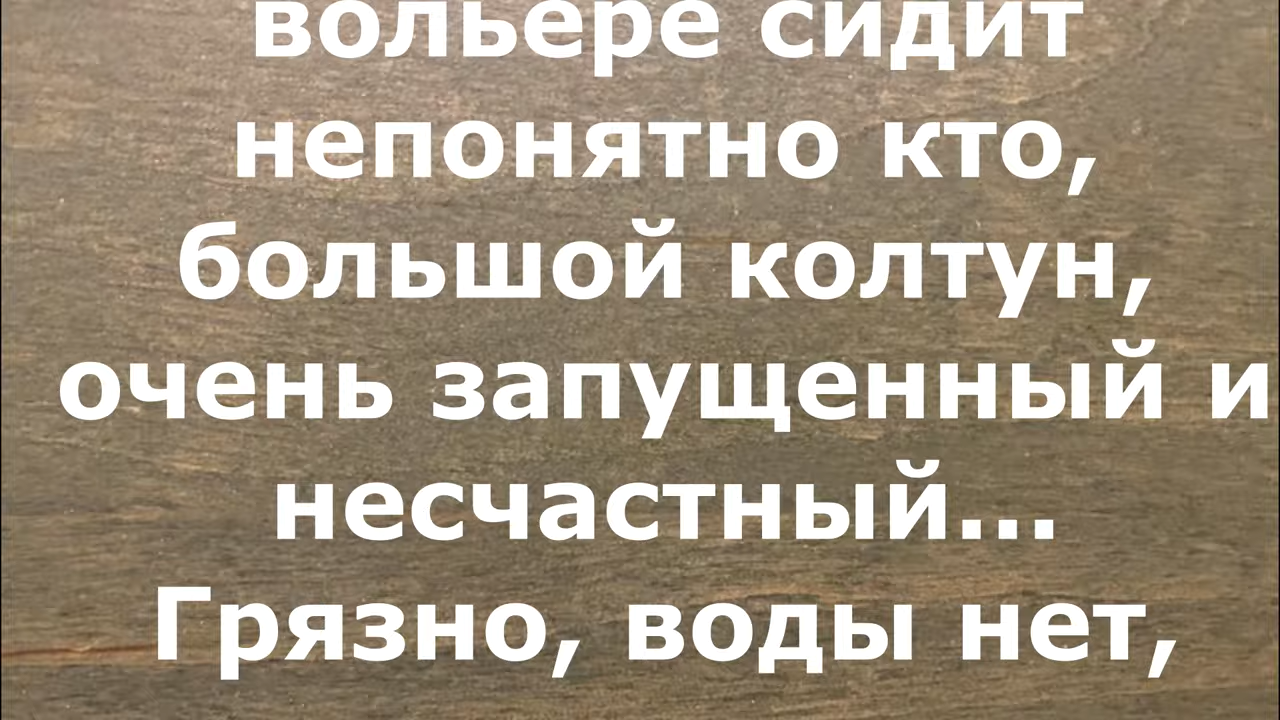 вольере сидит
непонятно кто,
большой колтун,
очень запущенный и
несчастный...
Грязно, воды нет,